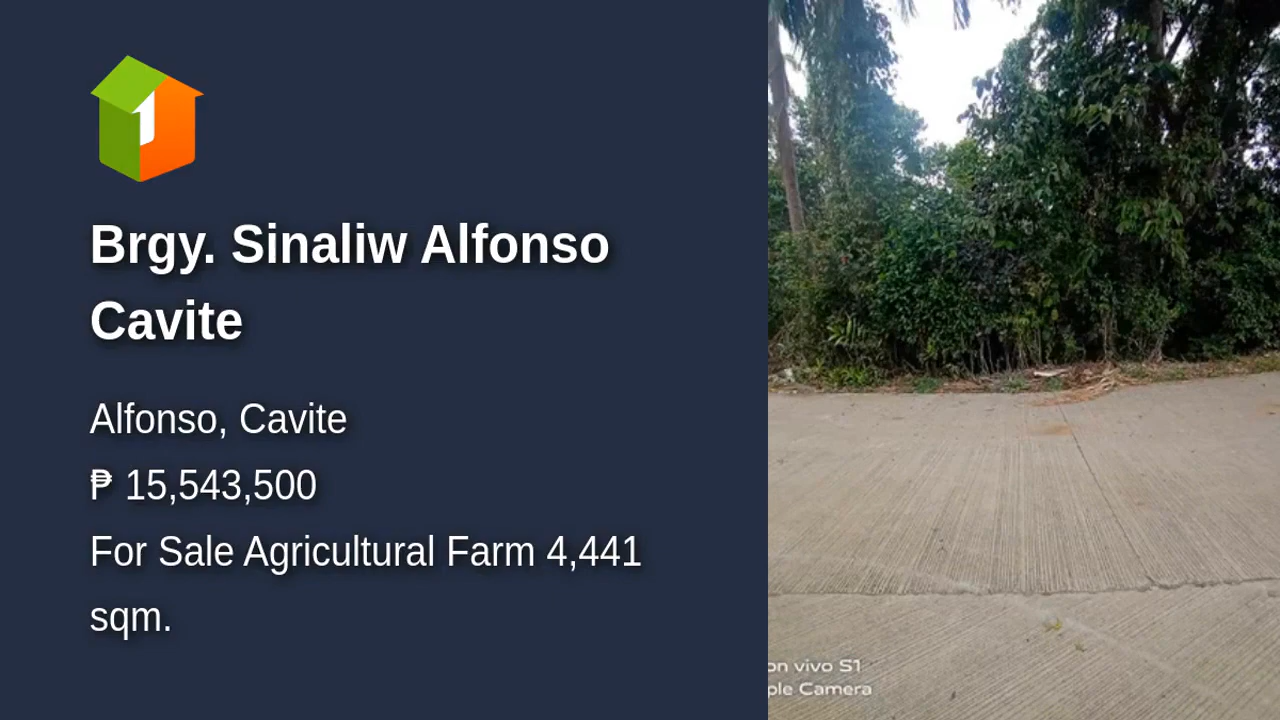 Brgy. Sinaliw Alfonso
Cavite
Alfonso, Cavite
₱ 15,543,500
For Sale Agricultural Farm 4,441
sqm.
on vivo S1
ple Camera